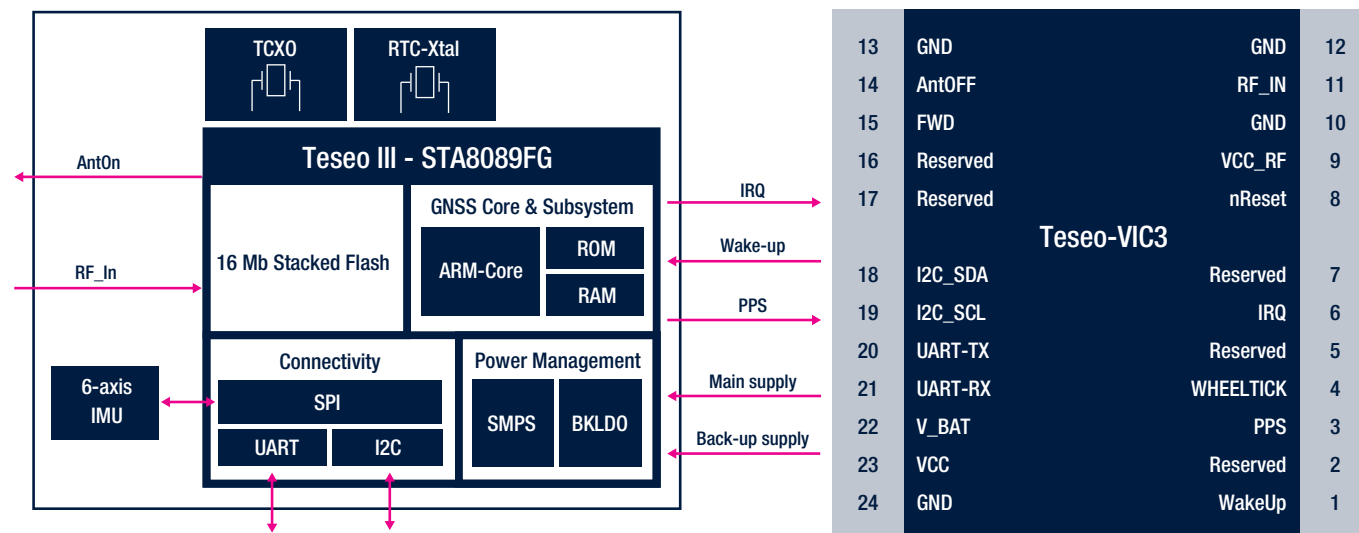 TCXO
RTC-Xtal
Teseo III - STA8089FG
AntOn
RF_In
16 Mb Stacked Flash
GNSS Core & Subsystem
ARM-Core
ROM
RAM
IRQ
Wake-up
PPS
Connectivity
SPI
UART
I2C
Power Management
SMPS
BKLDO
Main supply
Back-up supply
6-axis
IMU
13 GND GND 12
14 AntOFF RF_IN 11
15 FWD GND 10
16 Reserved VCC_RF 9
17 Reserved nReset 8
Teseo-VIC3
18 I2C_SDA Reserved 7
19 I2C_SCL IRQ 6
20 UART-TX Reserved 5
21 UART-RX WHEELTICK 4
22 V_BAT PPS 3
23 VCC Reserved 2
24 GND WakeUp 1